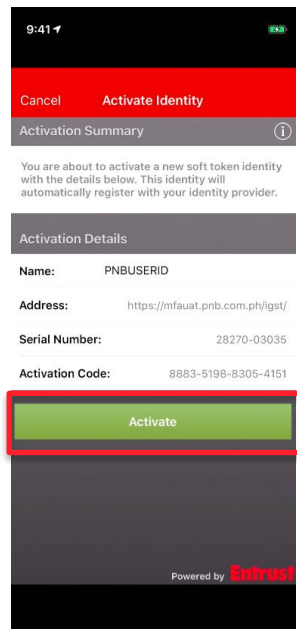 9:41
Cancel Activate Identity
Activation Summary
You are about to activate a new soft token identity
with the details below. This identity will
automatically register with your identity provider.
Activation Details
Name: PNBUSERID
Address: https://mfauat.pnb.com.ph/igst/
Serial Number: 28270-03035
Activation Code: 8883-5198-8305-4151
Activate
Powered by Entrust